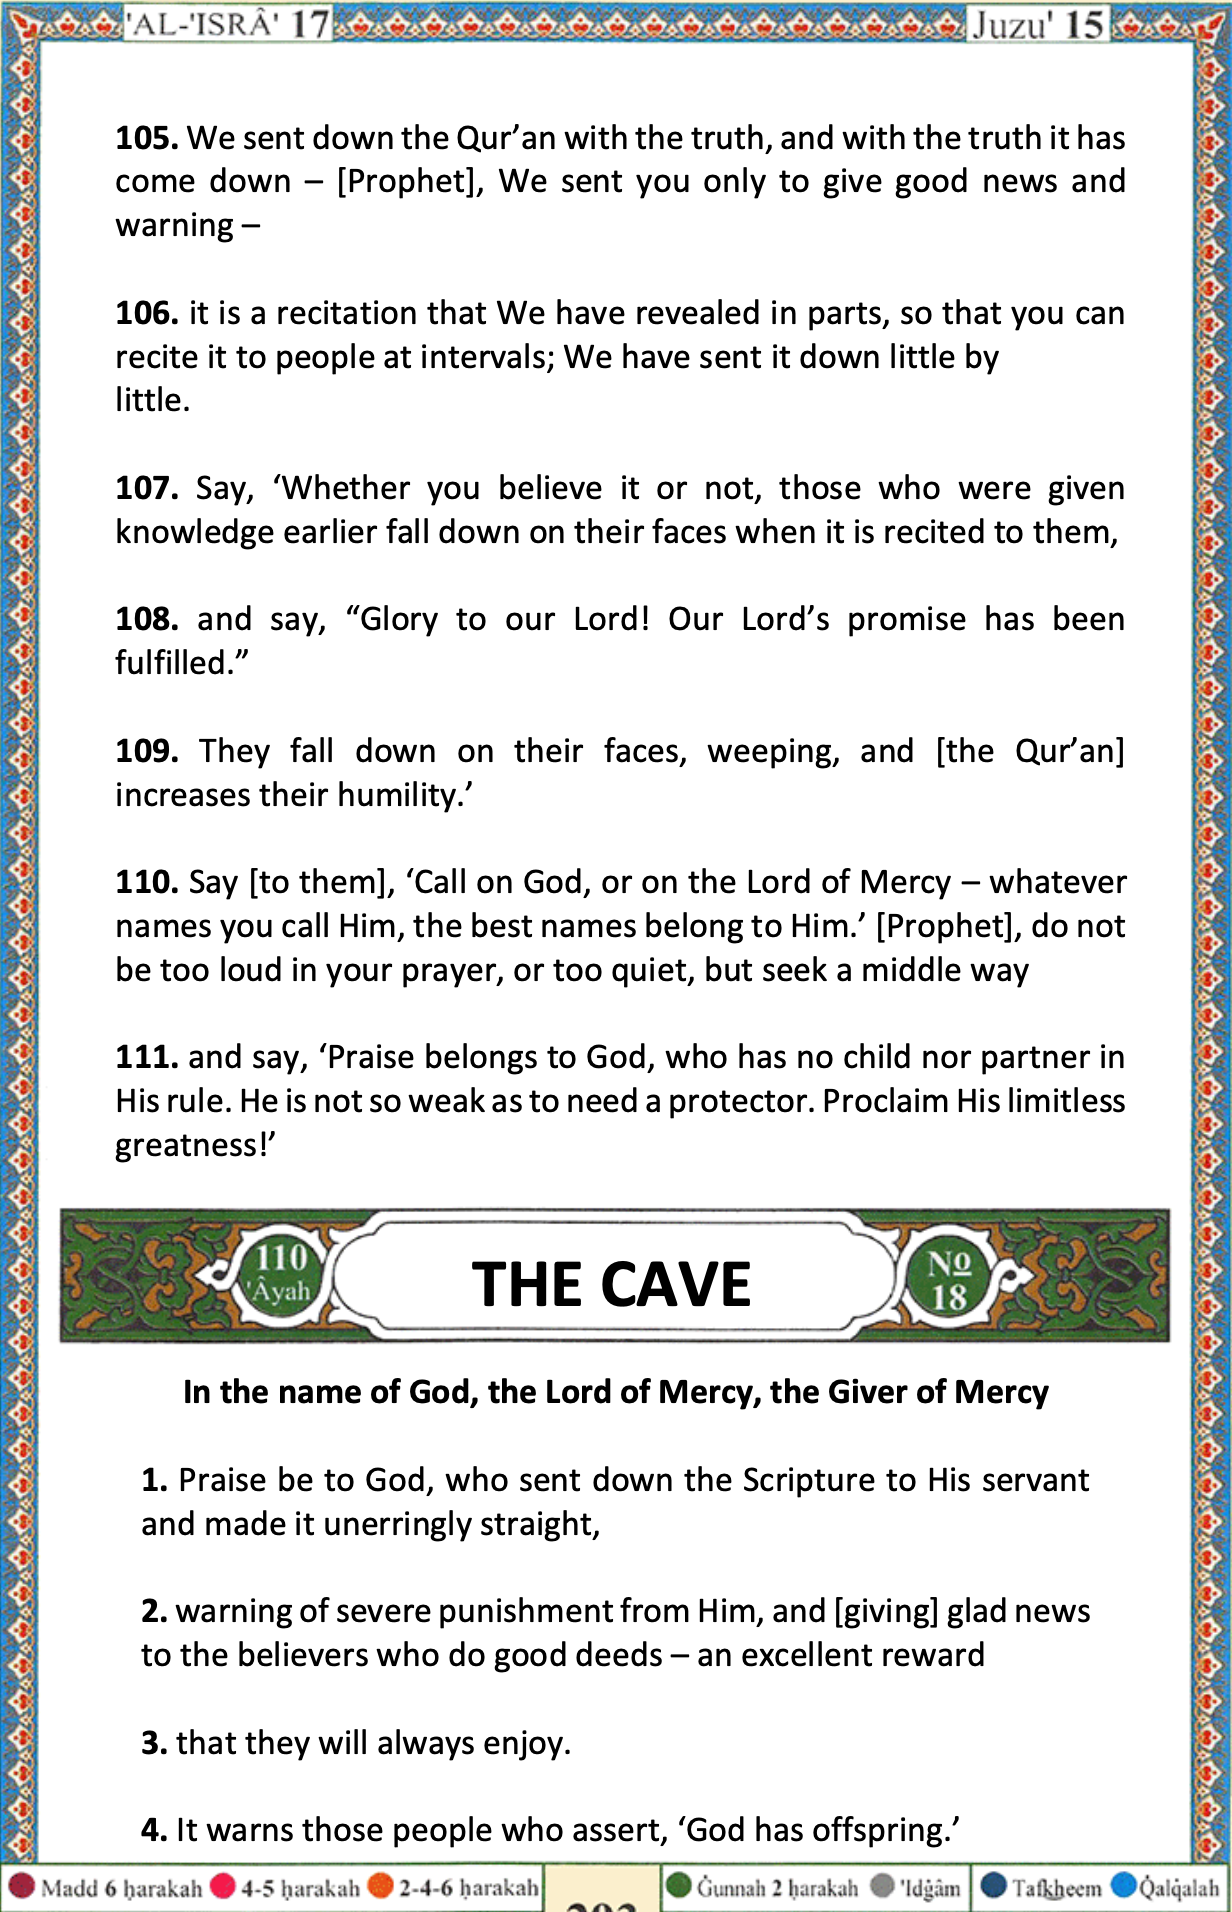 'AL-'ISRÂ' 17
Juzu' 15
105. We sent down the Qur’an with the truth, and with the truth it has
come down – [Prophet], We sent you only to give good news and
warning –
106. it is a recitation that We have revealed in parts, so that you can
recite it to people at intervals; We have sent it down little by
little.
107. Say, ‘Whether you believe it or not, those who were given
knowledge earlier fall down on their faces when it is recited to them,
108. and say, “Glory to our Lord! Our Lord’s promise has been
fulfilled.”
109. They fall down on their faces, weeping, and [the Qur’an]
increases their humility.’
110. Say [to them], ‘Call on God, or on the Lord of Mercy – whatever
names you call Him, the best names belong to Him.’ [Prophet], do not
be too loud in your prayer, or too quiet, but seek a middle way
111. and say, ‘Praise belongs to God, who has no child nor partner in
His rule. He is not so weak as to need a protector. Proclaim His limitless
greatness!’
110
'Âyah
THE CAVE
Nº
18
In the name of God, the Lord of Mercy, the Giver of Mercy
1. Praise be to God, who sent down the Scripture to His servant
and made it unerringly straight,
2. warning of severe punishment from Him, and [giving] glad news
to the believers who do good deeds – an excellent reward
3. that they will always enjoy.
4. It warns those people who assert, ‘God has offspring.’
Madd 6 ḥarakah 4-5 ḥarakah 2-4-6 ḥarakah
Ġunnah 2 ḥarakah 'Idġâm
Tafkheem Qalqalah